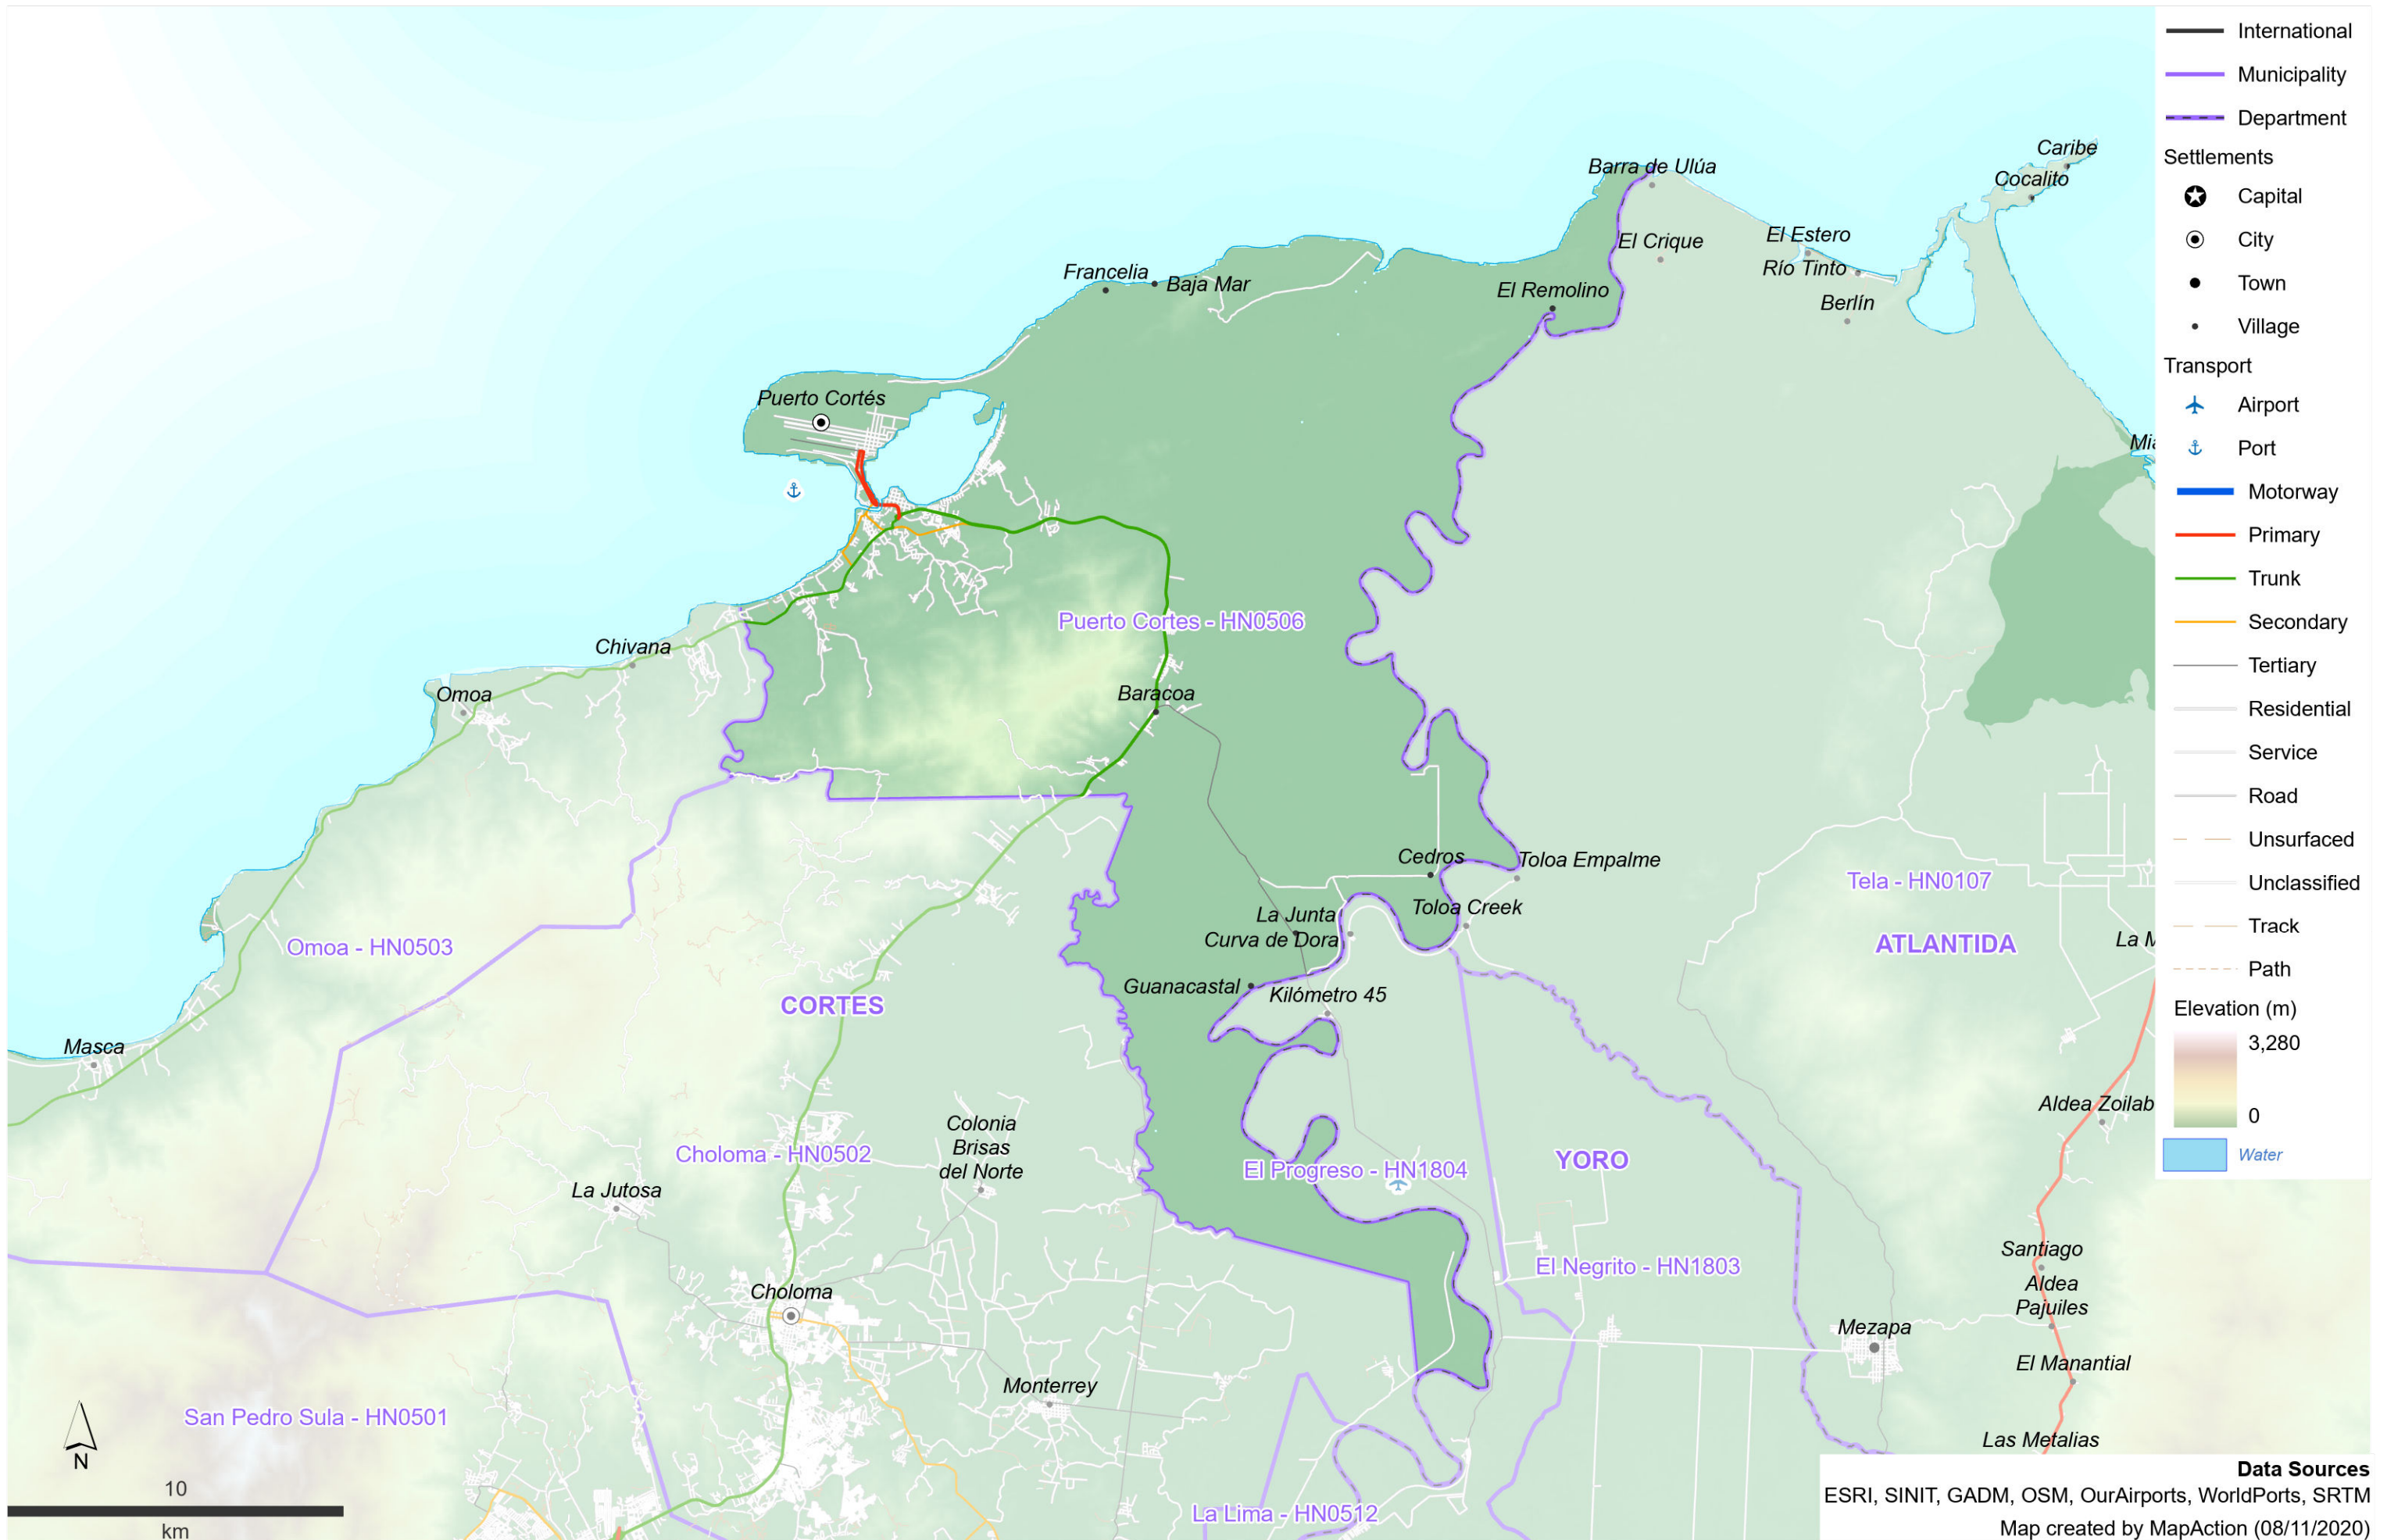 International
Municipality
Department
Settlements
Capital
City
Town
Village
Transport
Airport
Port
Motorway
Primary
Trunk
Secondary
Tertiary
Residential
Service
Road
Unsurfaced
Unclassified
Track
Path
Elevation (m)
3,280
0
Water
Caribe
Cocalito
Barra de Ulúa
El Estero
El Crique
Río Tinto
Francelia
Baja Mar
El Remolino
Berlín
Puerto Cortés
Puerto Cortes - HN0506
Chivana
Omoa
Baracoa
Cedros
Toloa Empalme
Tela - HN0107
La Junta
Toloa Creek
Curva de Dora
Omoa - HN0503
ATLANTIDA
Guanacastal
Kilómetro 45
CORTES
Masca
Aldea Zoilab
Colonia
Brisas
del Norte
Choloma - HN0502
El Progreso - HN1804
YORO
La Jutosa
Santiago
El Negrito - HN1803
Aldea
Pajuiles
Choloma
Mezapa
El Manantial
Monterrey
San Pedro Sula - HN0501
Las Metalias
La Lima - HN0512
N
10
km
Data Sources
ESRI, SINIT, GADM, OSM, OurAirports, WorldPorts, SRTM
Map created by MapAction (08/11/2020)